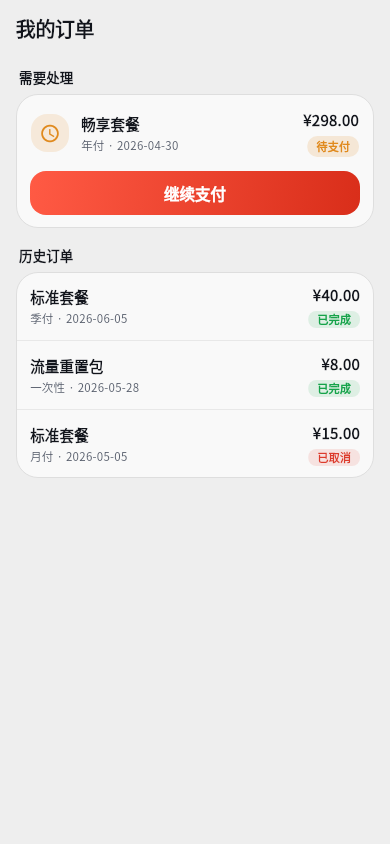 我的订单
需要处理
畅享套餐
¥298.00
年付 · 2026-04-30
待支付
继续支付
历史订单
标准套餐
¥40.00
季付 · 2026-06-05
已完成
流量重置包
¥8.00
一次性 · 2026-05-28
已完成
标准套餐
¥15.00
月付 · 2026-05-05
已取消